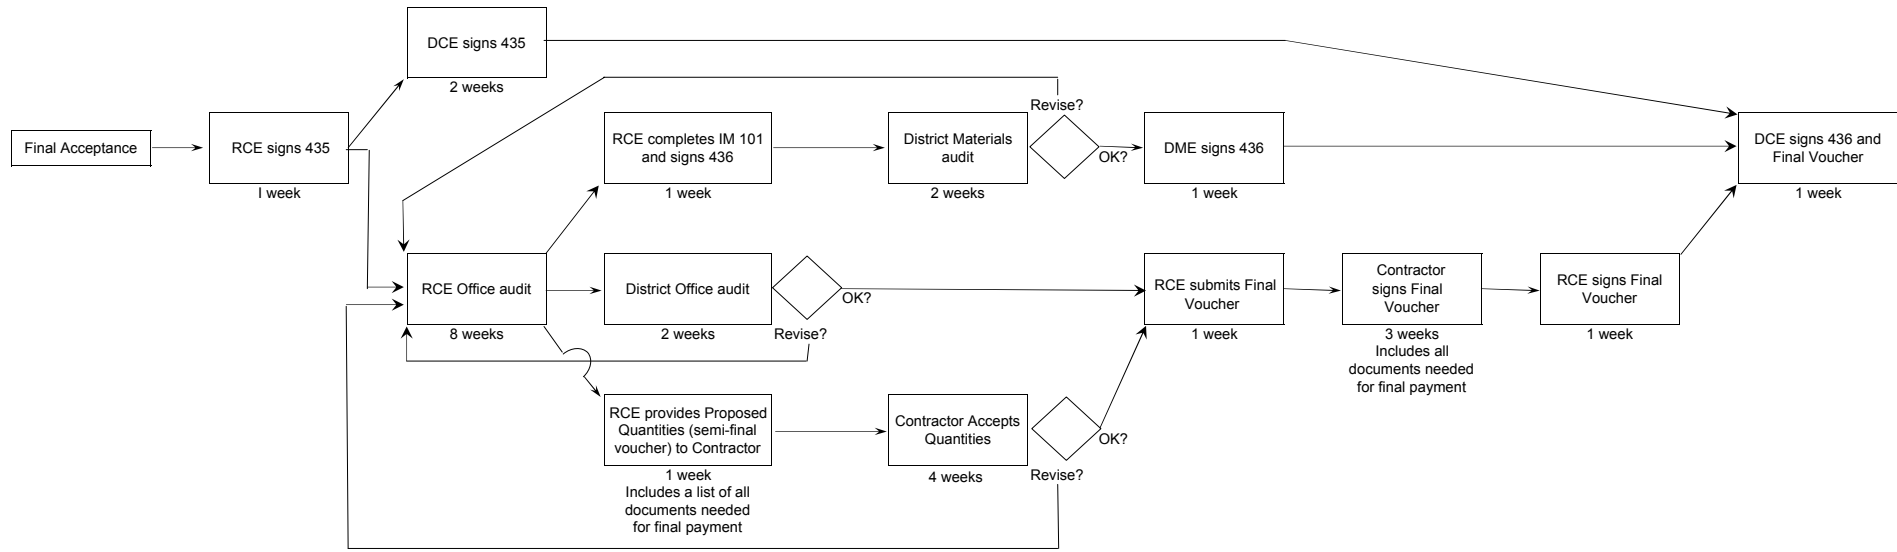 DCE signs 435
2 weeks
Final Acceptance
RCE signs 435
I week
RCE completes IM 101
and signs 436
1 week
District Materials
audit
2 weeks
Revise?
OK?
DME signs 436
1 week
DCE signs 436 and
Final Voucher
1 week
RCE Office audit
8 weeks
District Office audit
2 weeks
OK?
Revise?
RCE submits Final
Voucher
1 week
Contractor
signs Final
Voucher
3 weeks
Includes all
documents needed
for final payment
RCE signs Final
Voucher
1 week
RCE provides Proposed
Quantities (semi-final
voucher) to Contractor
1 week
Includes a list of all
documents needed
for final payment
Contractor Accepts
Quantities
4 weeks
OK?
Revise?